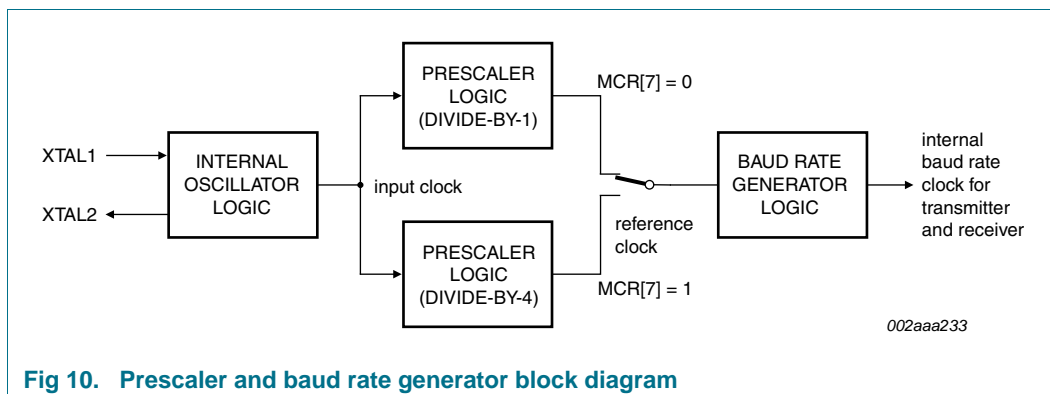 XTAL1
XTAL2
INTERNAL
OSCILLATOR
LOGIC
input clock
PRESCALER
LOGIC
(DIVIDE-BY-1)
MCR[7] = 0
PRESCALER
LOGIC
(DIVIDE-BY-4)
MCR[7] = 1
reference
clock
BAUD RATE
GENERATOR
LOGIC
internal
baud rate
clock for
transmitter
and receiver
002aaa233
Fig 10. Prescaler and baud rate generator block diagram